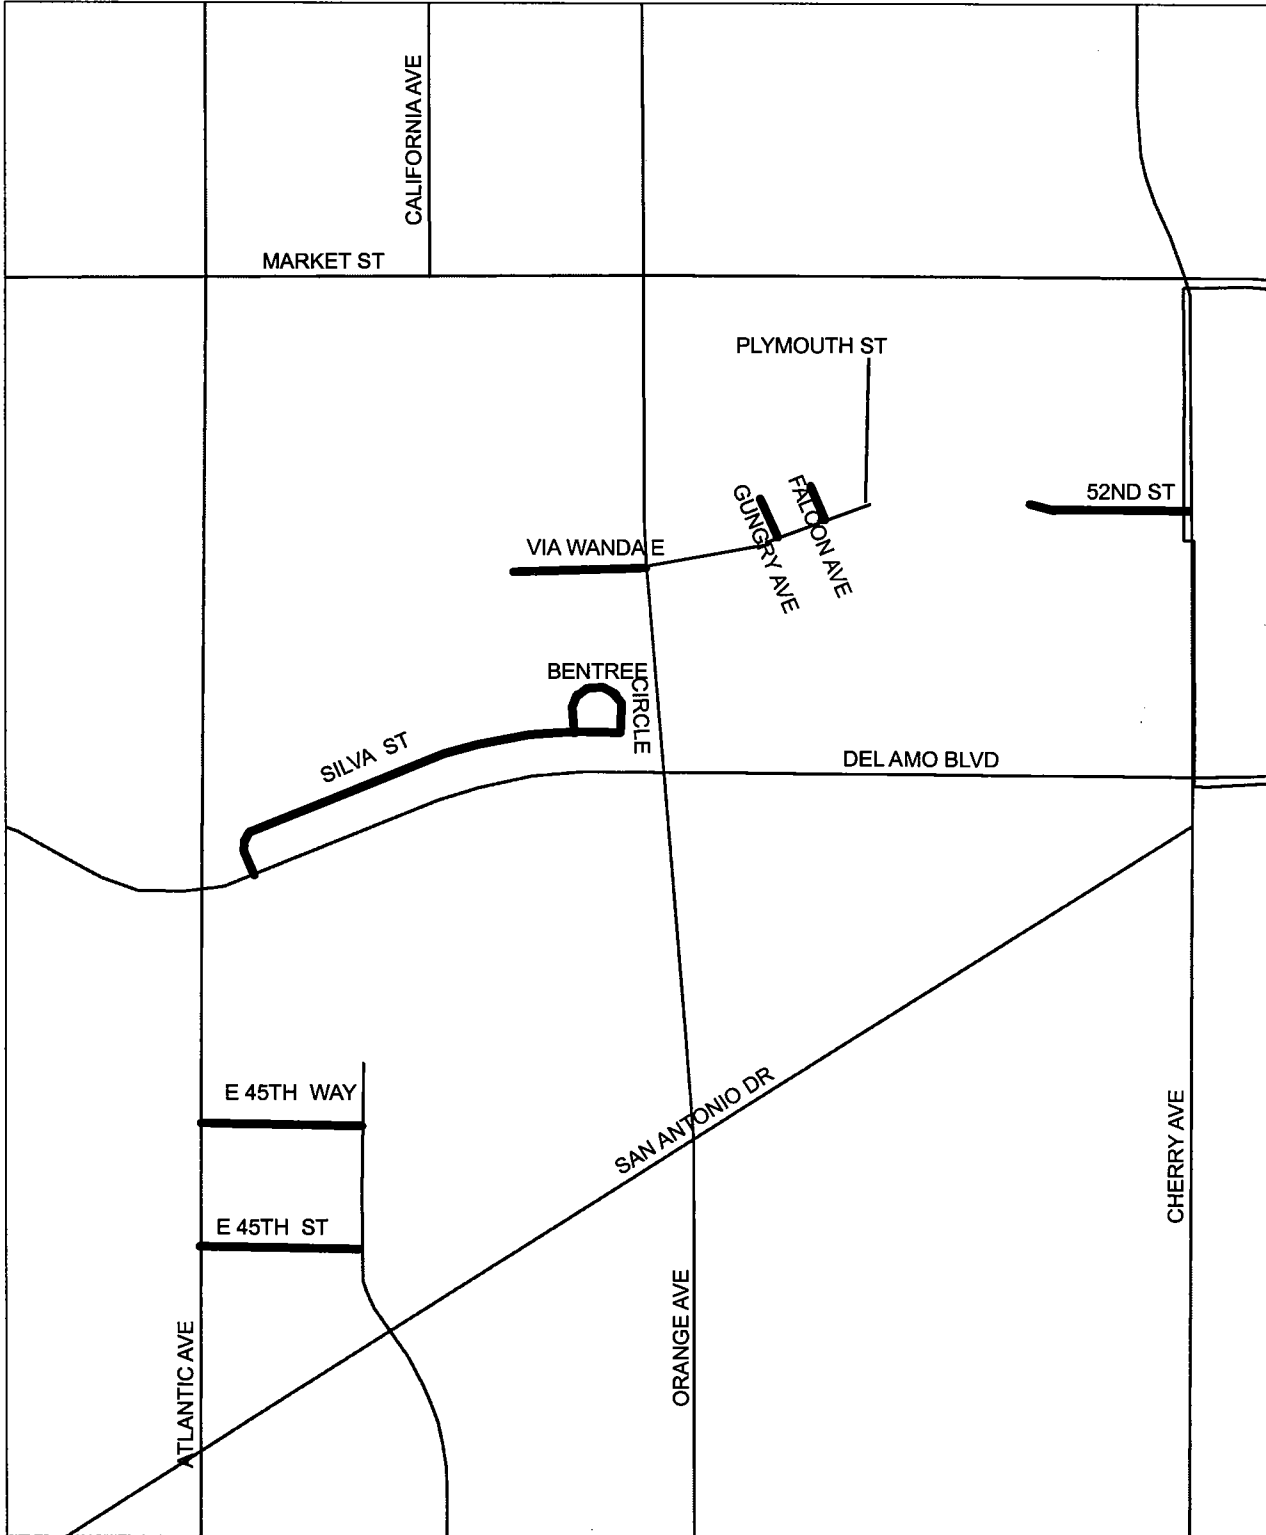 CALIFORNIA AVE
MARKET ST
PLYMOUTH ST
52ND ST
GUNGRY AVE
FALCON AVE
VIA WANDA E
BENTREE
CIRCLE
SILVA ST
DEL AMO BLVD
E 45TH WAY
SAN ANTONIO DR
CHERRY AVE
E 45TH ST
ORANGE AVE
ATLANTIC AVE